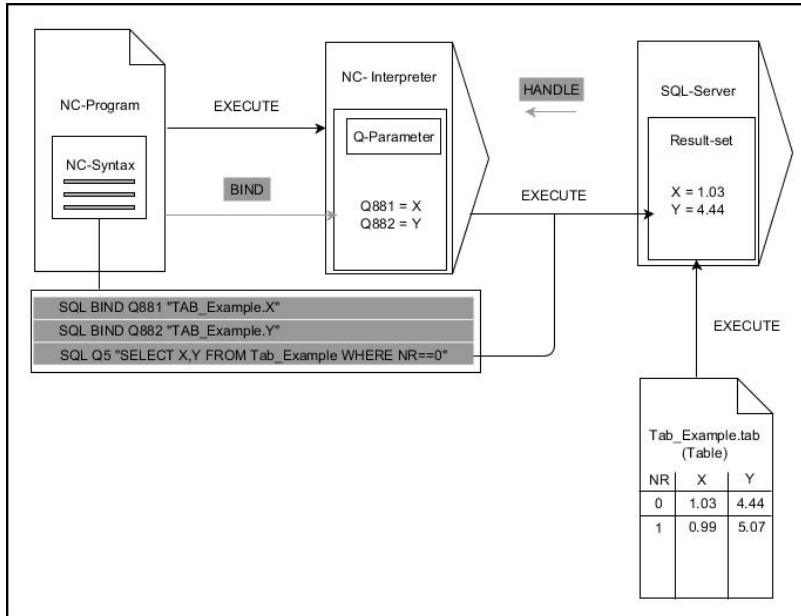 NC-Program
NC-Syntax
EXECUTE
BIND
NC- Interpreter
Q-Parameter
Q881 = X
Q882 = Y
HANDLE
EXECUTE
SQL-Server
Result-set
X = 1.03
Y = 4.44
SQL BIND Q881 "TAB_Example.X"
SQL BIND Q882 "TAB_Example.Y"
SQL Q5 "SELECT X,Y FROM Tab_Example WHERE NR==0"
EXECUTE
Tab_Example.tab
(Table)
NR X Y
0 1.03 4.44
1 0.99 5.07